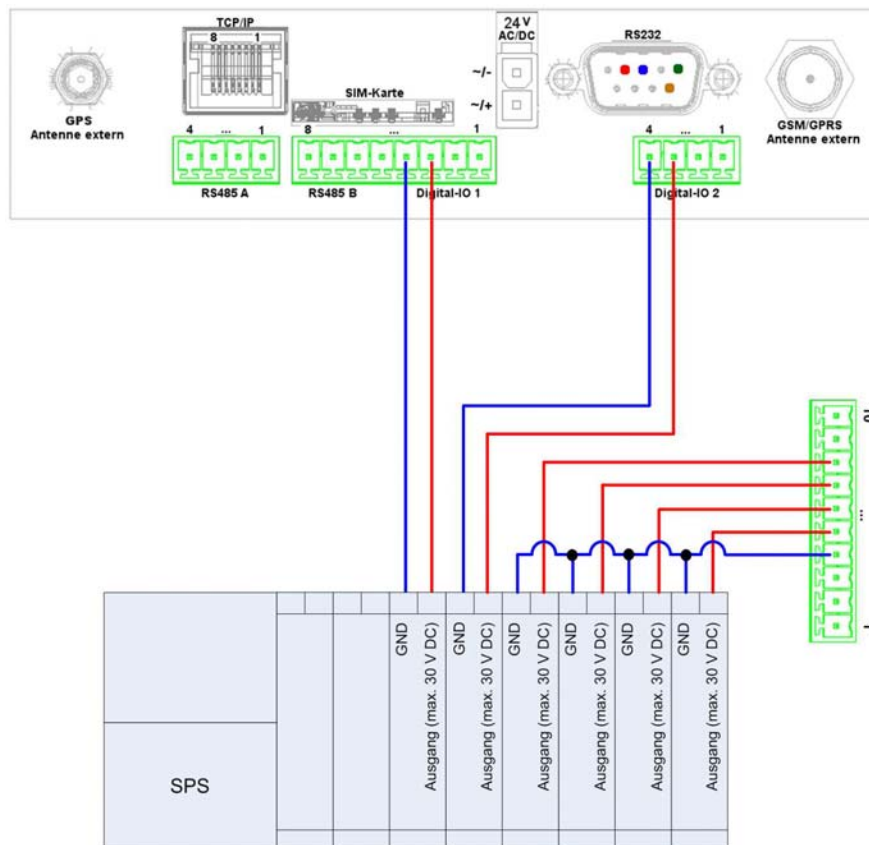 TCP/IP
8 1
24 V
AC/DC
RS232
~/-
~/+
SIM-Karte
GPS
Antenne extern
GSM/GPRS
Antenne extern
4 ... 1
8 ... 1
4 ... 1
RS485 A
RS485 B
Digital-IO 1
Digital-IO 2
10
...
1
GND
Ausgang (max. 30 V DC)
GND
Ausgang (max. 30 V DC)
GND
Ausgang (max. 30 V DC)
GND
Ausgang (max. 30 V DC)
GND
Ausgang (max. 30 V DC)
GND
Ausgang (max. 30 V DC)
SPS